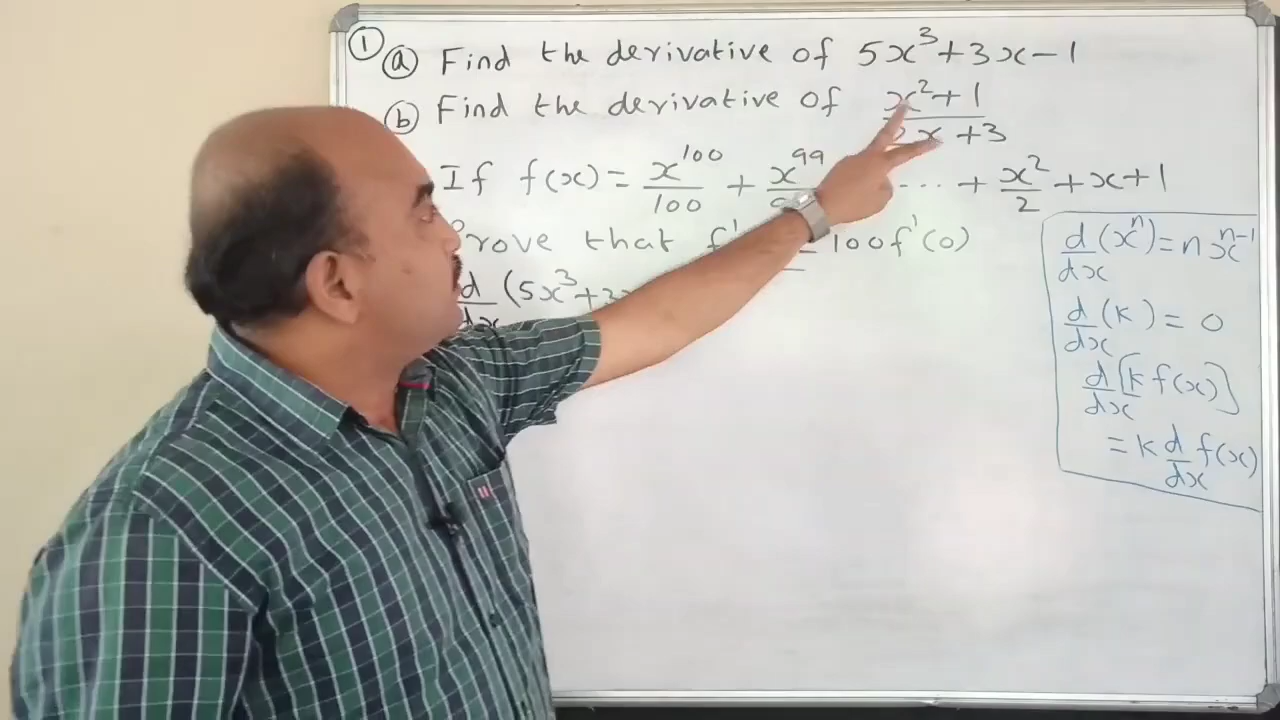 ① ⓐ Find the derivative of 5x³+3x−1
ⓑ Find the derivative of x²+1 / x +3
If f(x) = x¹⁰⁰/100 + x⁹⁹/ ... + x²/2 + x + 1
Prove that f' = 100f'(0)
d/dx (5x³+3
d/dx (xⁿ) = n xⁿ⁻¹
d/dx (k) = 0
d/dx [k f(x)]
= k d/dx f(x)